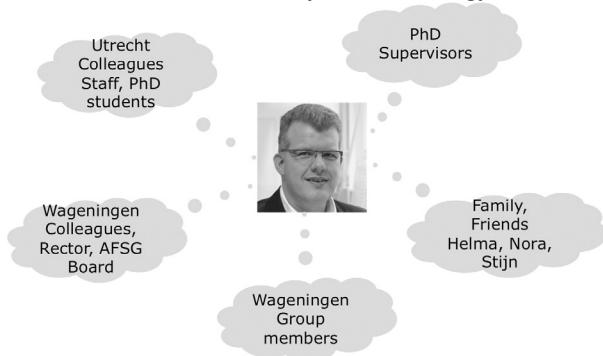 Utrecht
Colleagues
Staff, PhD
students
PhD
Supervisors
Wageningen
Colleagues,
Rector, AFSG
Board
Family,
Friends
Helma, Nora,
Stijn
Wageningen
Group
members